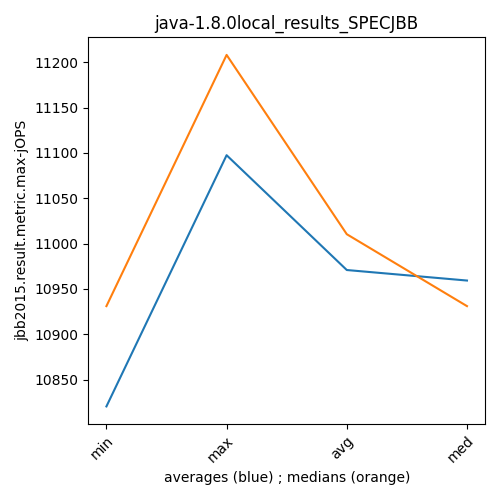 java-1.8.0local_results_SPECJBB
jbb2015.result.metric.max-jOPS
11200
11150
11100
11050
11000
10950
10900
10850
min
max
avg
med
averages (blue) ; medians (orange)